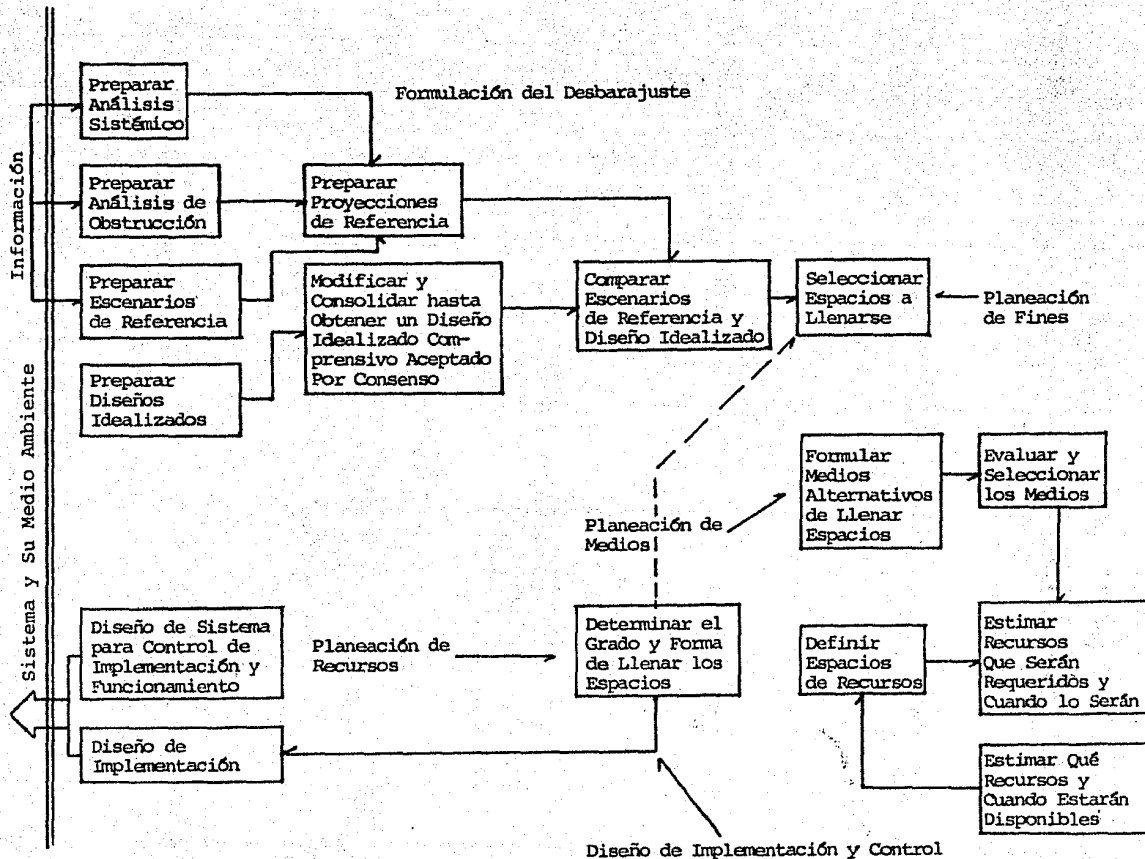 Preparar
Análisis
Sistémico
Formulación del Desbarajuste
Información
Preparar
Análisis de
Obstrucción
Preparar
Proyecciones
de Referencia
Preparar
Escenarios
de Referencia
Modificar y
Consolidar hasta
Obtener un Diseño
Idealizado Com-
prensivo Aceptado
Por Consenso
Comparar
Escenarios
de Referencia y
Diseño Idealizado
Seleccionar
Espacios a
Llenarse
Planeación
de Fines
Preparar
Diseños
Idealizados
Sistema y Su Medio Ambiente
Formular
Medios
Alternativos
de Llenar
Espacios
Evaluar y
Seleccionar
los Medios
Planeación de
Medios
Diseño de Sistema
para Control de
Implementación y
Funcionamiento
Planeación de
Recursos
Determinar el
Grado y Forma
de Llenar los
Espacios
Definir
Espacios
de Recursos
Estimar
Recursos
Que Serán
Requeridos y
Cuando lo Serán
Diseño de
Implementación
Estimar Qué
Recursos y
Cuando Estarán
Disponibles
Diseño de Implementación y Control